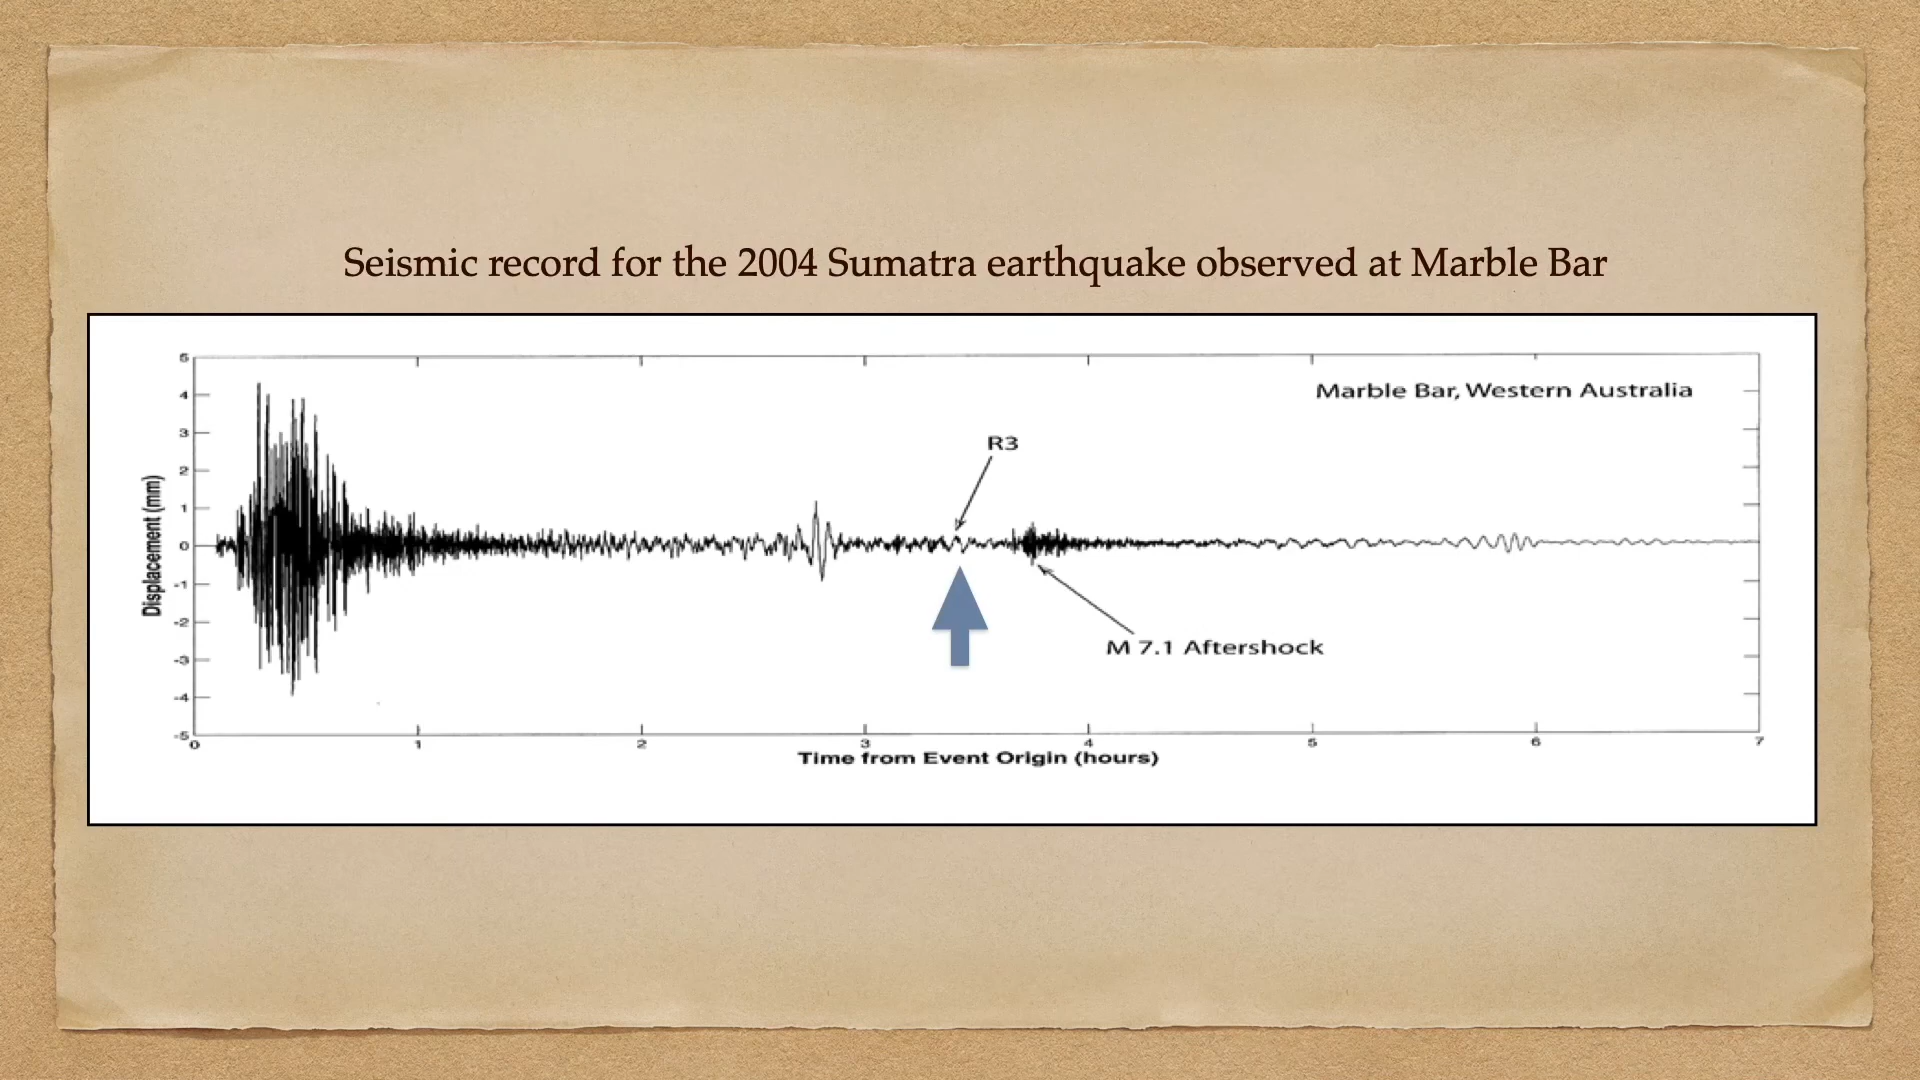 Seismic record for the 2004 Sumatra earthquake observed at Marble Bar
5
Marble Bar, Western Australia
4
R3
3
2
1
0
-1
-2
M 7.1 Aftershock
-3
-4
-5
Displacement (mm)
0 1 2 3 4 5 6 7
Time from Event Origin (hours)